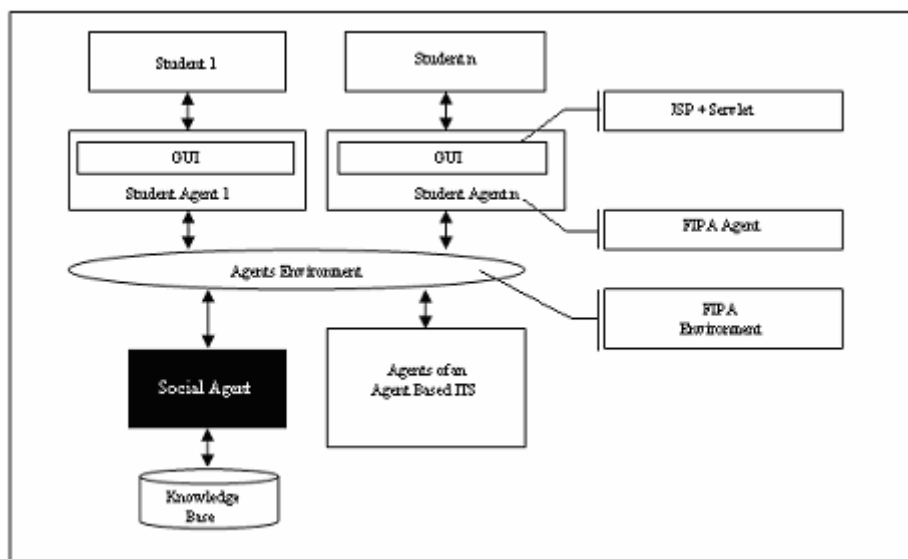 Student 1
Student n
JSP + Servlet
GUI
GUI
Student Agent 1
Student Agent n
FIPA Agent
Agents Environment
FIPA
Environment
Social Agent
Agents of an
Agent Based ITS
Knowledge
Base